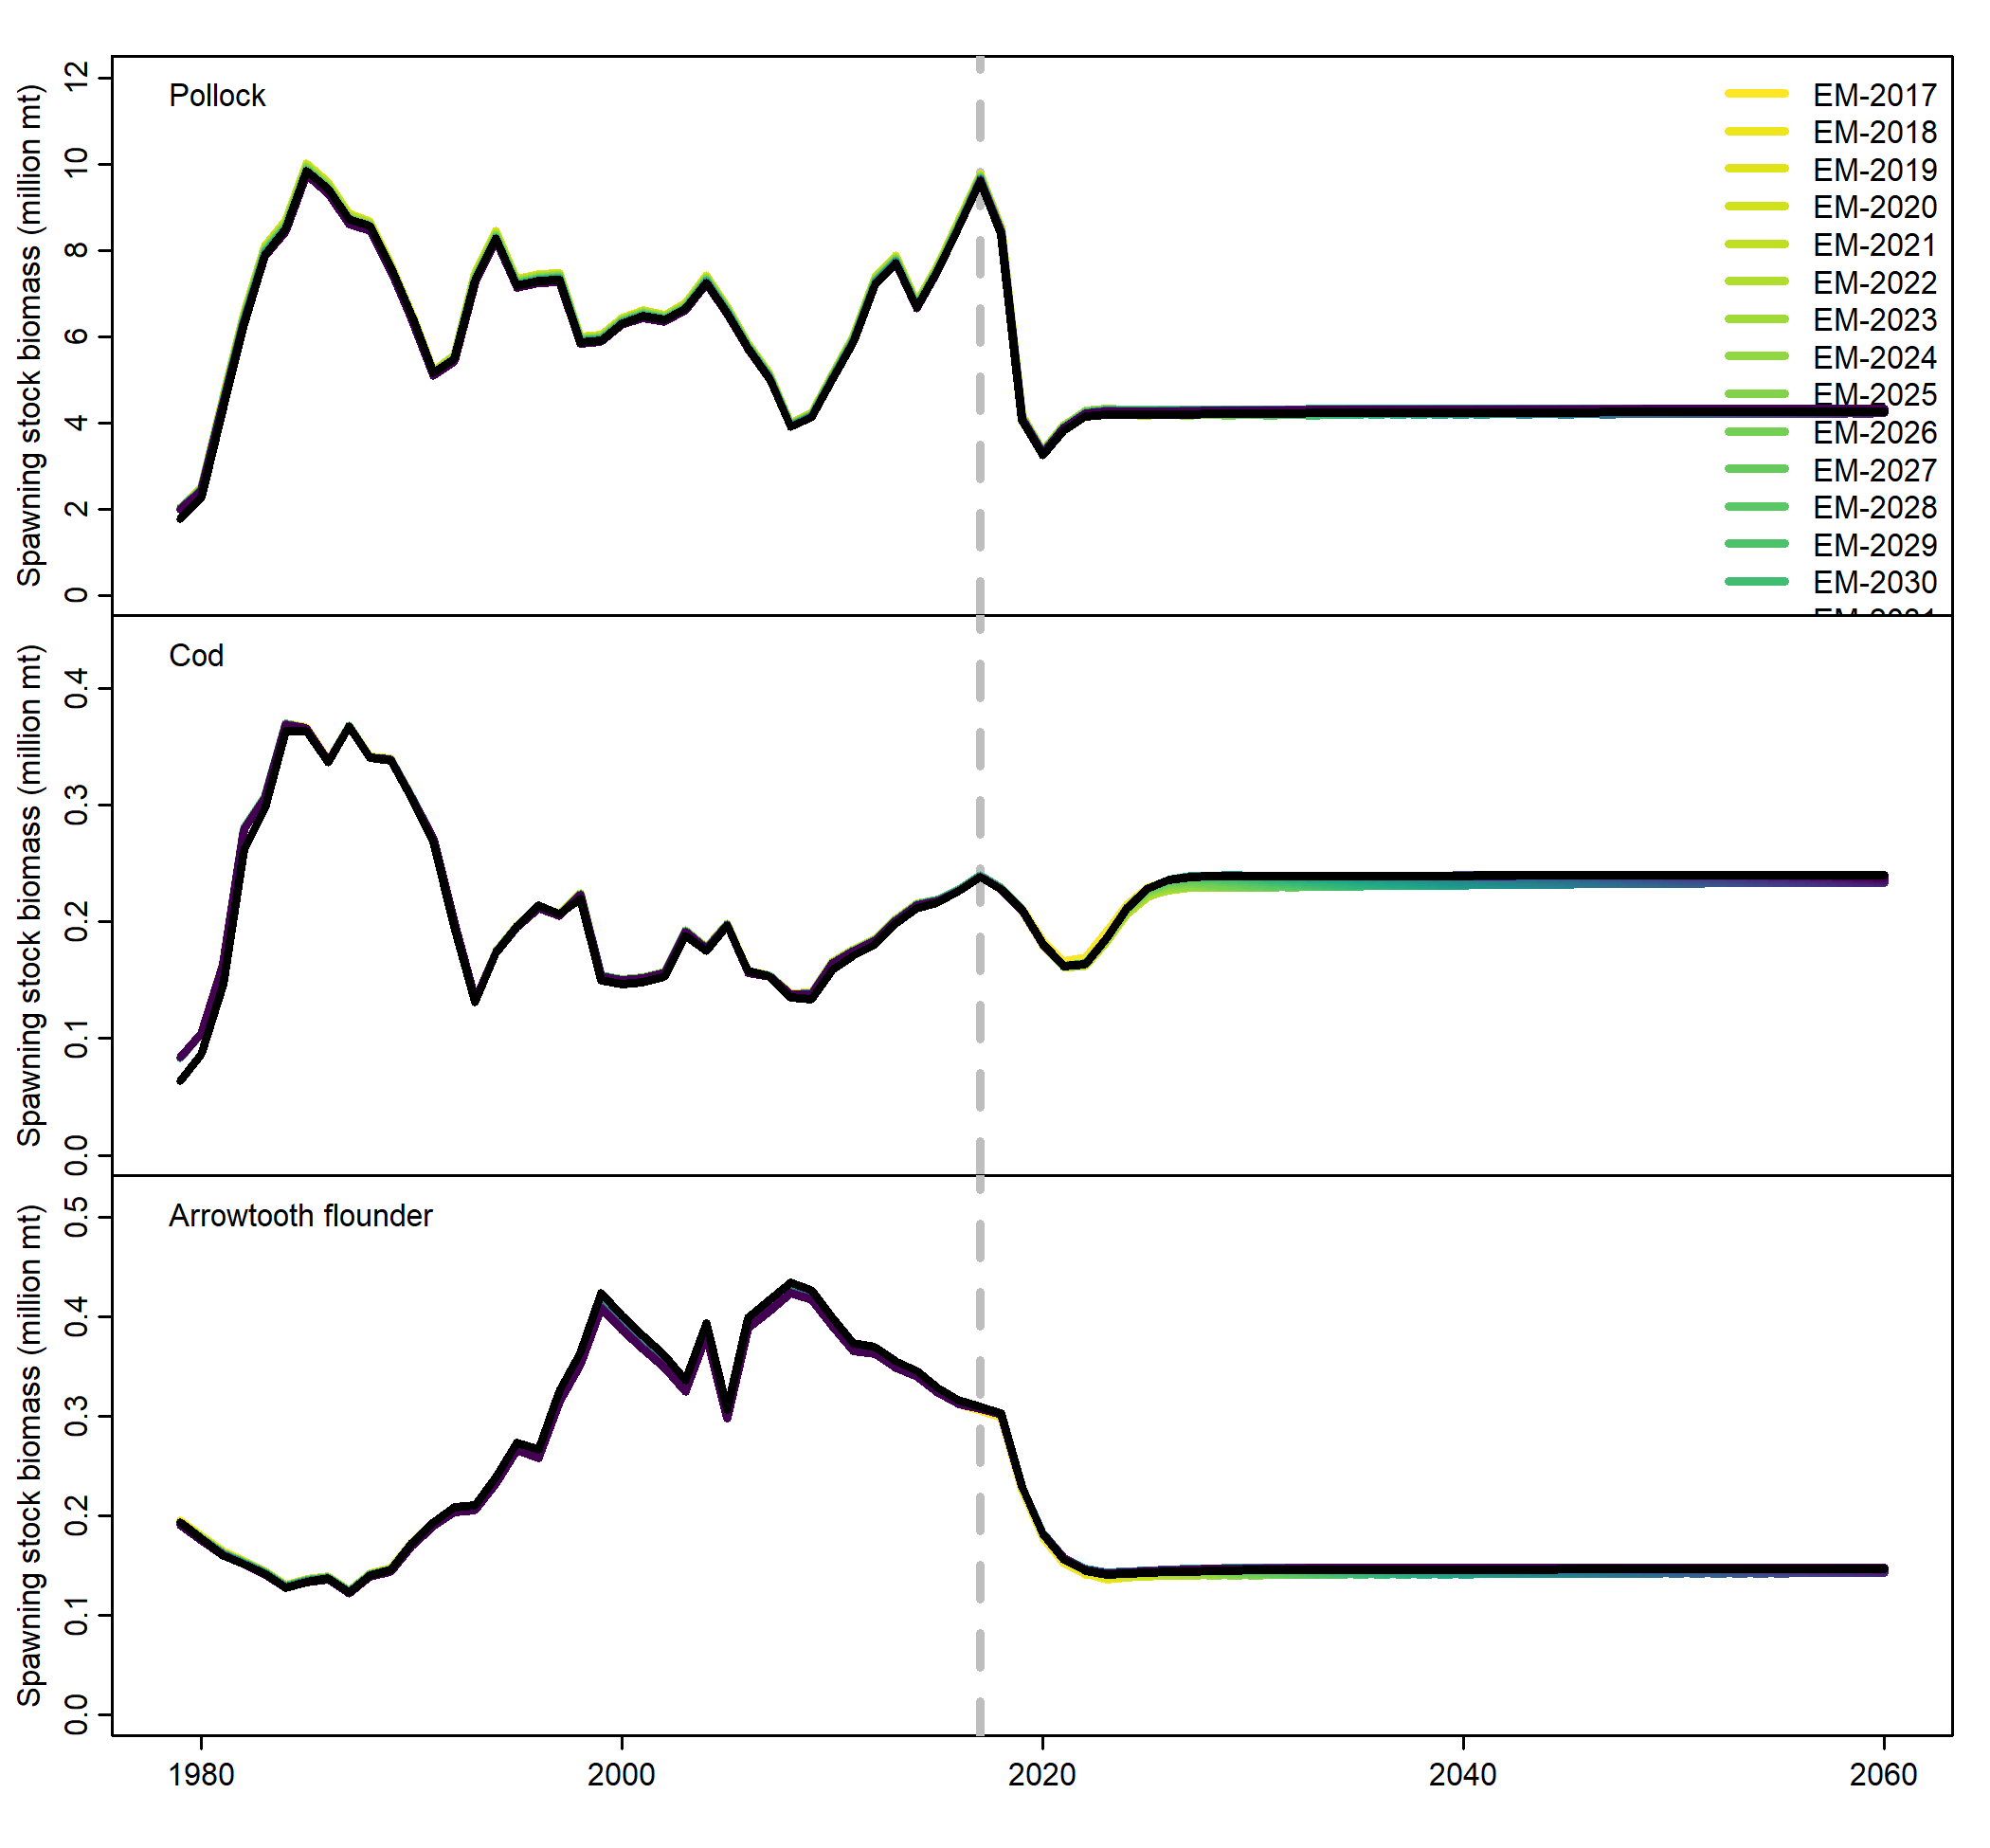 Spawning stock biomass (million mt)
12
10
8
6
4
2
0
Pollock
EM-2017
EM-2018
EM-2019
EM-2020
EM-2021
EM-2022
EM-2023
EM-2024
EM-2025
EM-2026
EM-2027
EM-2028
EM-2029
EM-2030
Spawning stock biomass (million mt)
0.4
0.3
0.2
0.1
0.0
Cod
Spawning stock biomass (million mt)
0.5
0.4
0.3
0.2
0.1
0.0
Arrowtooth flounder
1980
2000
2020
2040
2060